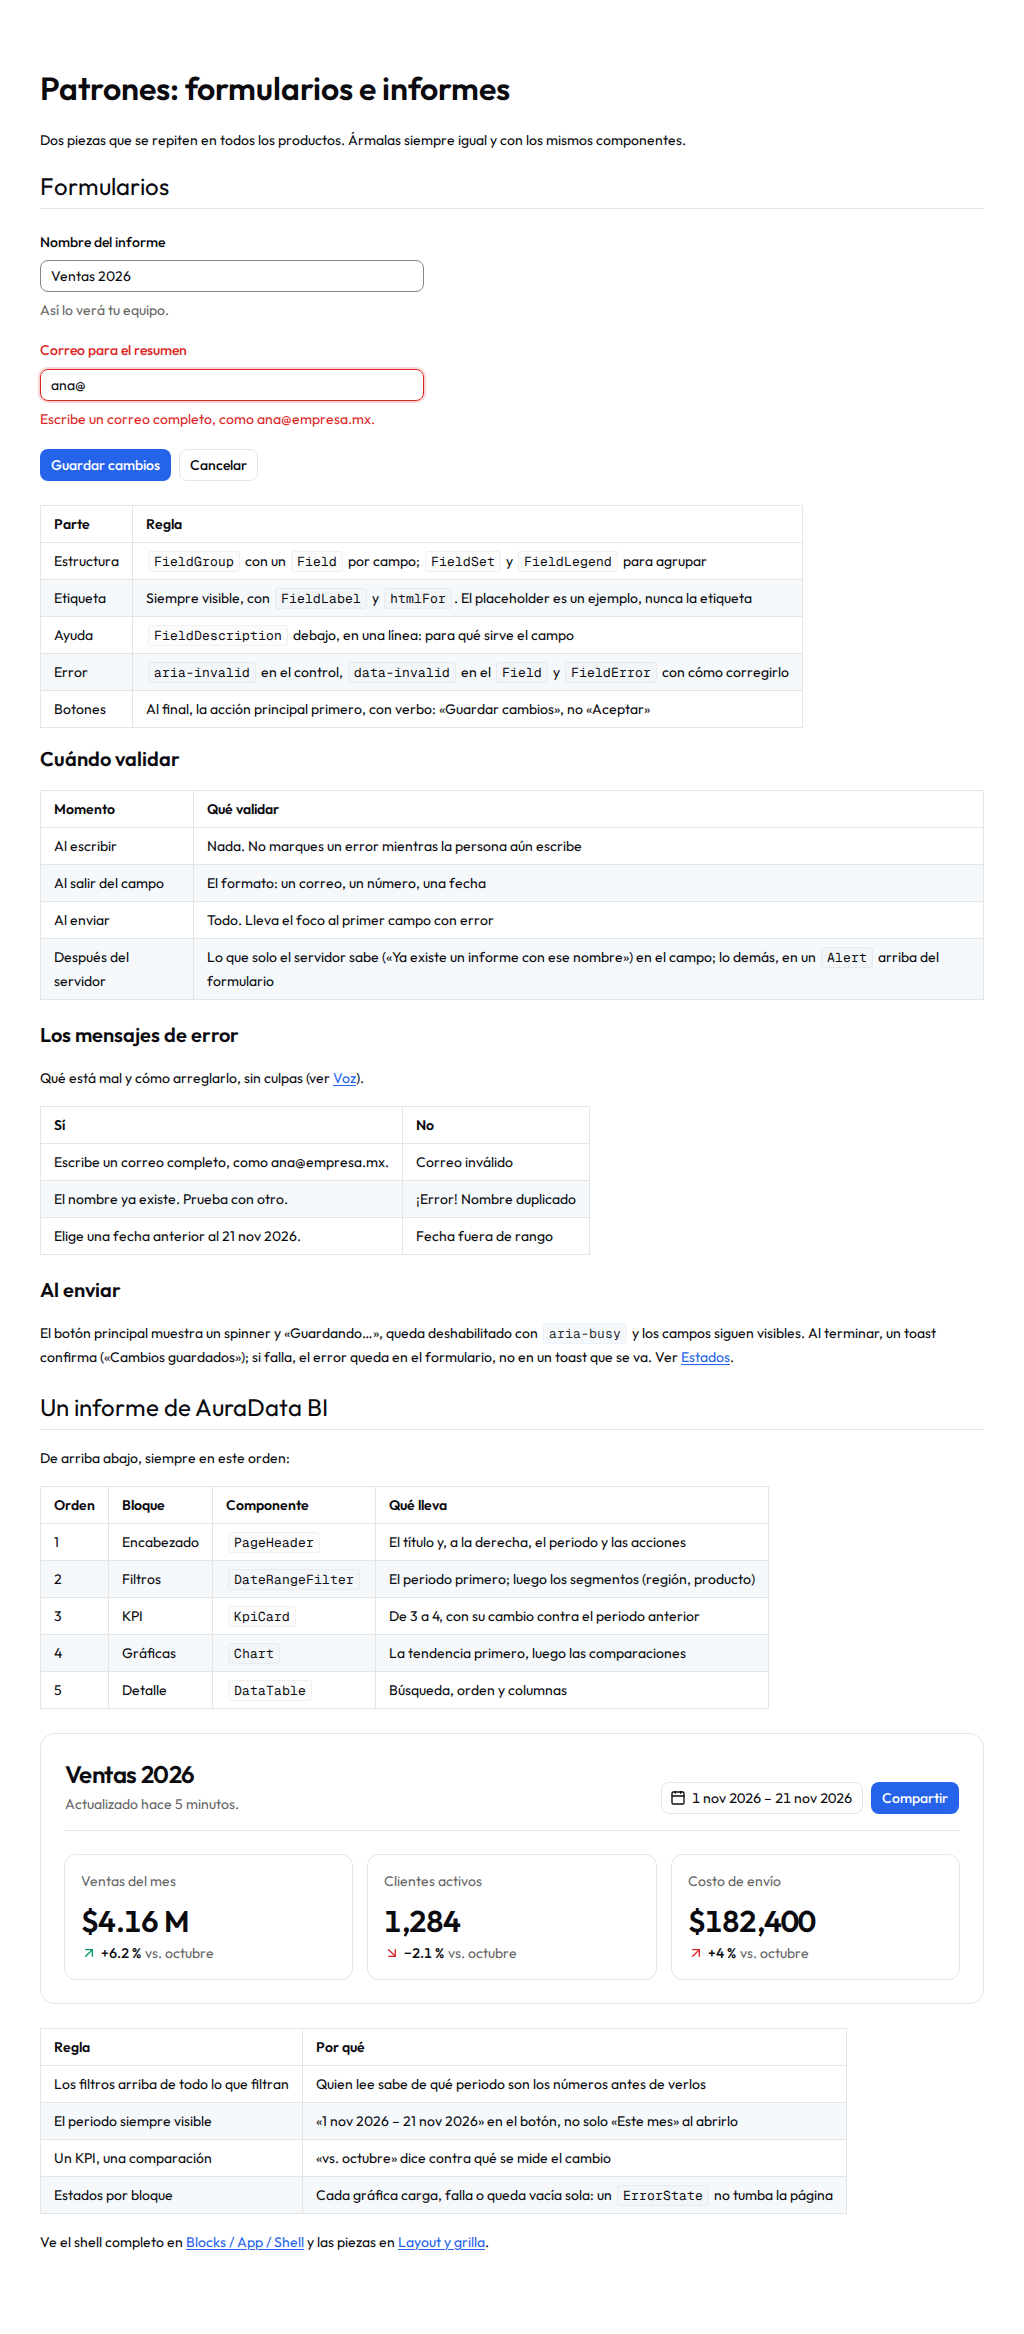 Patrones: formularios e informes
Dos piezas que se repiten en todos los productos. Ármalas siempre igual y con los mismos componentes.
Formularios
Nombre del informe
Ventas 2026
Así lo verá tu equipo.
Correo para el resumen
ana@
Escribe un correo completo, como ana@empresa.mx.
Guardar cambios Cancelar
Parte Regla
Estructura FieldGroup con un Field por campo; FieldSet y FieldLegend para agrupar
Etiqueta Siempre visible, con FieldLabel y htmlFor. El placeholder es un ejemplo, nunca la etiqueta
Ayuda FieldDescription debajo, en una línea: para qué sirve el campo
Error aria-invalid en el control, data-invalid en el Field y FieldError con cómo corregirlo
Botones Al final, la acción principal primero, con verbo: «Guardar cambios», no «Aceptar»
Cuándo validar
Momento Qué validar
Al escribir Nada. No marques un error mientras la persona aún escribe
Al salir del campo El formato: un correo, un número, una fecha
Al enviar Todo. Lleva el foco al primer campo con error
Después del Lo que solo el servidor sabe («Ya existe un informe con ese nombre») en el campo; lo demás, en un Alert arriba del
servidor formulario
Los mensajes de error
Qué está mal y cómo arreglarlo, sin culpas (ver Voz).
Sí No
Escribe un correo completo, como ana@empresa.mx. Correo inválido
El nombre ya existe. Prueba con otro. ¡Error! Nombre duplicado
Elige una fecha anterior al 21 nov 2026. Fecha fuera de rango
Al enviar
El botón principal muestra un spinner y «Guardando…», queda deshabilitado con aria-busy y los campos siguen visibles. Al terminar, un toast
confirma («Cambios guardados»); si falla, el error queda en el formulario, no en un toast que se va. Ver Estados.
Un informe de AuraData BI
De arriba abajo, siempre en este orden:
Orden Bloque Componente Qué lleva
1 Encabezado PageHeader El título y, a la derecha, el periodo y las acciones
2 Filtros DateRangeFilter El periodo primero; luego los segmentos (región, producto)
3 KPI KpiCard De 3 a 4, con su cambio contra el periodo anterior
4 Gráficas Chart La tendencia primero, luego las comparaciones
5 Detalle DataTable Búsqueda, orden y columnas
Ventas 2026
Actualizado hace 5 minutos.
1 nov 2026 – 21 nov 2026 Compartir
Ventas del mes Clientes activos Costo de envío
$4.16 M 1,284 $182,400
+6.2 % vs. octubre −2.1 % vs. octubre +4 % vs. octubre
Regla Por qué
Los filtros arriba de todo lo que filtran Quien lee sabe de qué periodo son los números antes de verlos
El periodo siempre visible «1 nov 2026 – 21 nov 2026» en el botón, no solo «Este mes» al abrirlo
Un KPI, una comparación «vs. octubre» dice contra qué se mide el cambio
Estados por bloque Cada gráfica carga, falla o queda vacía sola: un ErrorState no tumba la página
Ve el shell completo en Blocks / App / Shell y las piezas en Layout y grilla.